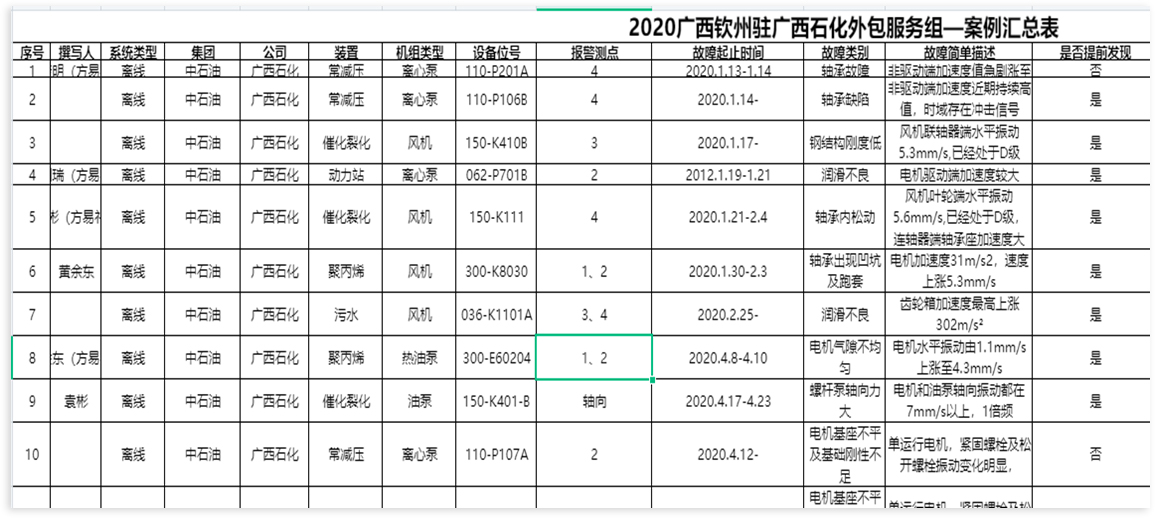 2020广西钦州驻广西石化外包服务组—案例汇总表
序号 撰写人 系统类型 集团 公司 装置 机组类型 设备位号 报警测点 故障起止时间 故障类别 故障简单描述 是否提前发现
1 明（方易 离线 中石油 广西石化 常减压 离心泵 110-P201A 4 2020.1.13-1.14 轴承故障 非驱动端加速度值急剧涨至 否
2 离线 中石油 广西石化 常减压 离心泵 110-P106B 4 2020.1.14- 轴承缺陷 非驱动端加速度近期持续高
值，时域存在冲击信号 是
3 离线 中石油 广西石化 催化裂化 风机 150-K410B 3 2020.1.17- 钢结构刚度低 风机联轴器端水平振动
5.3mm/s,已经处于D级 是
4 瑞（方易 离线 中石油 广西石化 动力站 离心泵 062-P701B 2 2012.1.19-1.21 润滑不良 电机驱动端加速度较大 是
5 彬（方易社 离线 中石油 广西石化 催化裂化 风机 150-K111 4 2020.1.21-2.4 轴承内松动 风机叶轮端水平振动
5.6mm/s,已经处于D级，
连轴器端轴承座加速度大 是
6 黄余东 离线 中石油 广西石化 聚丙烯 风机 300-K8030 1、2 2020.1.30-2.3 轴承出现凹坑
及跑套 电机加速度31m/s2，速度
上涨5.3mm/s 是
7 离线 中石油 广西石化 污水 风机 036-K1101A 3、4 2020.2.25- 润滑不良 齿轮箱加速度最高上涨
302m/s² 是
8 东（方易 离线 中石油 广西石化 聚丙烯 热油泵 300-E60204 1、2 2020.4.8-4.10 电机气隙不均
匀 电机水平振动由1.1mm/s
上涨至4.3mm/s 是
9 袁彬 离线 中石油 广西石化 催化裂化 油泵 150-K401-B 轴向 2020.4.17-4.23 螺杆泵轴向力
大 电机和油泵轴向振动都在
7mm/s以上，1倍频 是
10 离线 中石油 广西石化 常减压 离心泵 110-P107A 2 2020.4.12- 电机基座不平
及基础刚性不
足 单运行电机，紧固螺栓及松
开螺栓振动变化明显， 否
电机基座不平 单运行电机，紧固螺栓及松